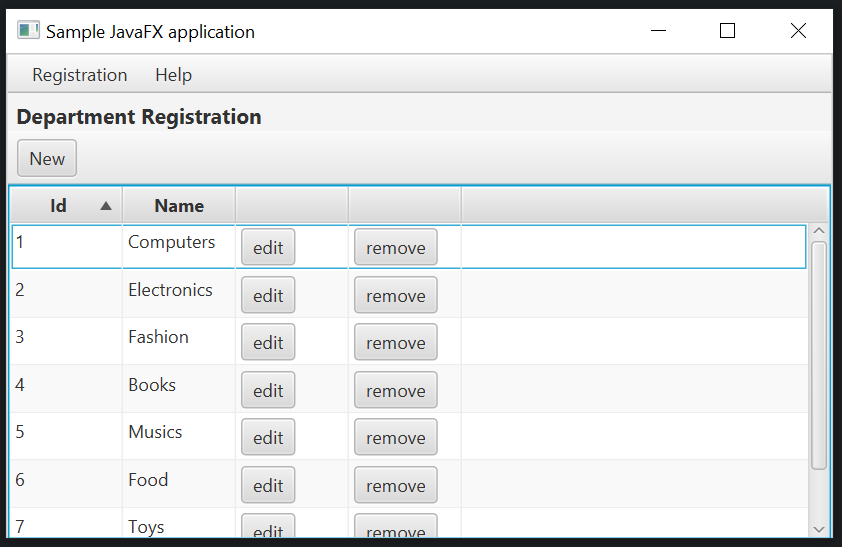 Sample JavaFX application
Registration Help
Department Registration
New
Id Name
1 Computers edit remove
2 Electronics edit remove
3 Fashion edit remove
4 Books edit remove
5 Musics edit remove
6 Food edit remove
7 Toys edit remove